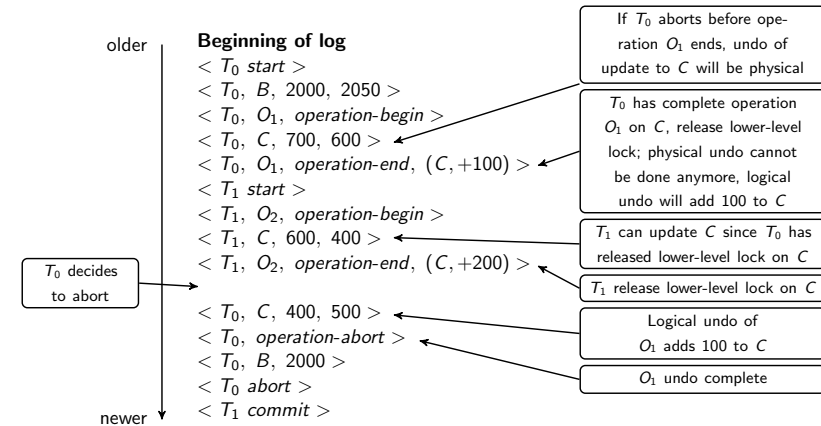 older
newer
Beginning of log
< T₀ start >
< T₀, B, 2000, 2050 >
< T₀, O₁, operation-begin >
< T₀, C, 700, 600 >
< T₀, O₁, operation-end, (C, +100) >
< T₁ start >
< T₁, O₂, operation-begin >
< T₁, C, 600, 400 >
< T₁, O₂, operation-end, (C, +200) >
< T₀, C, 400, 500 >
< T₀, operation-abort >
< T₀, B, 2000 >
< T₀ abort >
< T₁ commit >
T₀ decides
to abort
If T₀ aborts before ope-
ration O₁ ends, undo of
update to C will be physical
T₀ has complete operation
O₁ on C, release lower-level
lock; physical undo cannot
be done anymore, logical
undo will add 100 to C
T₁ can update C since T₀ has
released lower-level lock on C
T₁ release lower-level lock on C
Logical undo of
O₁ adds 100 to C
O₁ undo complete